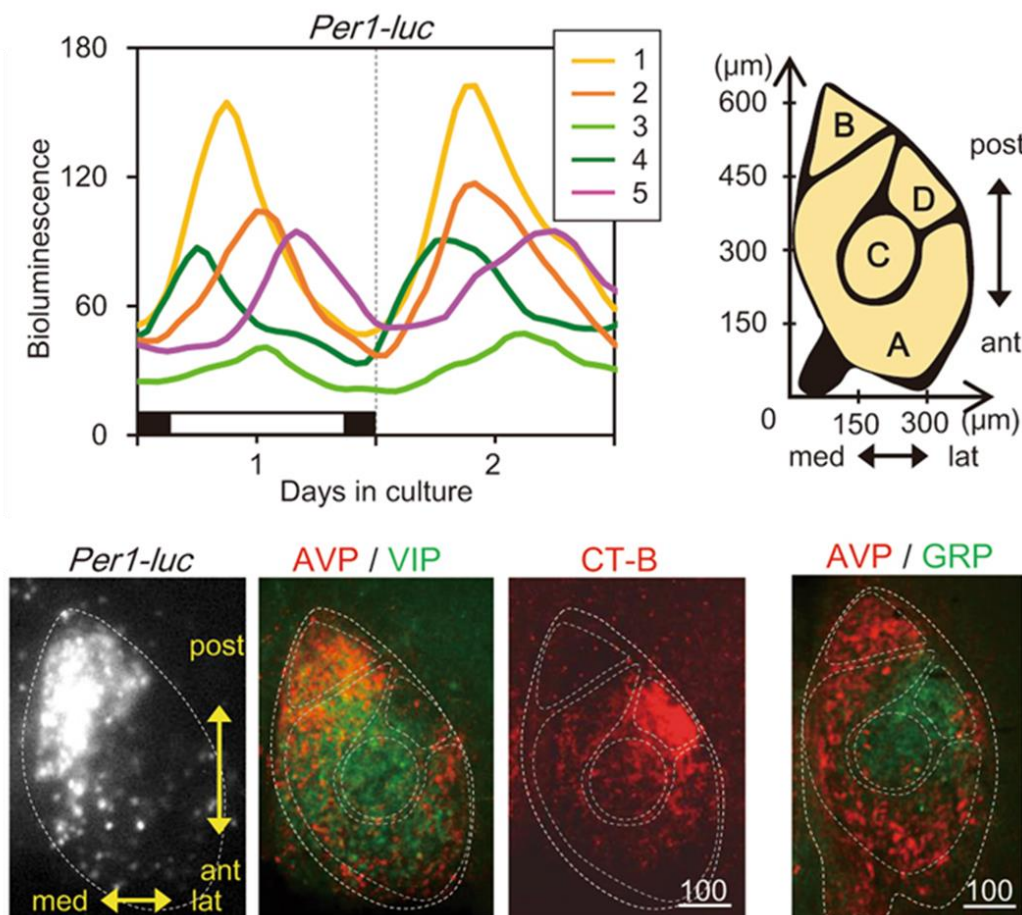 Per1-luc
180
120
60
0
Bioluminescence
1
2
3
4
5
1
2
Days in culture
(μm)
600
450
300
150
0
150
300
(μm)
B
D
C
A
post
ant
med
lat
Per1-luc
post
ant
med
lat
AVP / VIP
CT-B
100
AVP / GRP
100